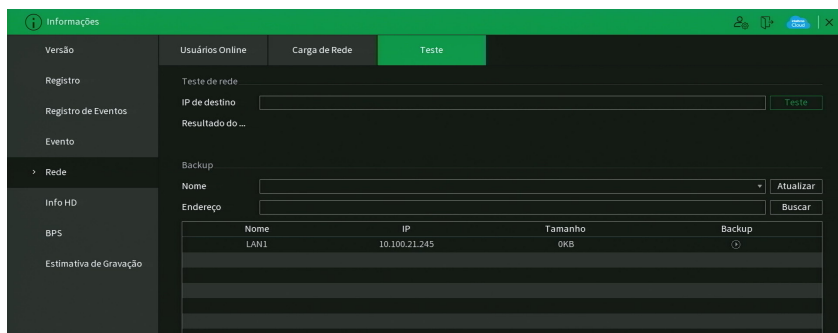 Informações
Versão
Registro
Registro de Eventos
Evento
> Rede
Info HD
BPS
Estimativa de Gravação
Usuários Online Carga de Rede Teste
Teste de rede
IP de destino Teste
Resultado do ...
Backup
Nome Atualizar
Endereço Buscar
Nome IP Tamanho Backup
LAN1 10.100.21.245 0KB